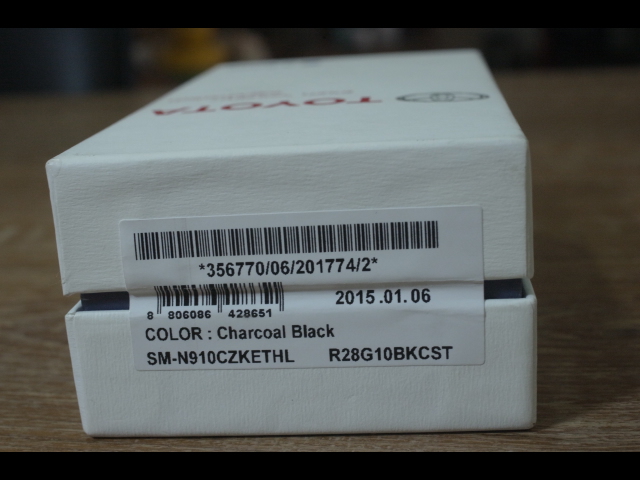 TOYOTA
*356770/06/201774/2*
8 806086 428651
2015.01.06
COLOR : Charcoal Black
SM-N910CZKETHL R28G10BKCST